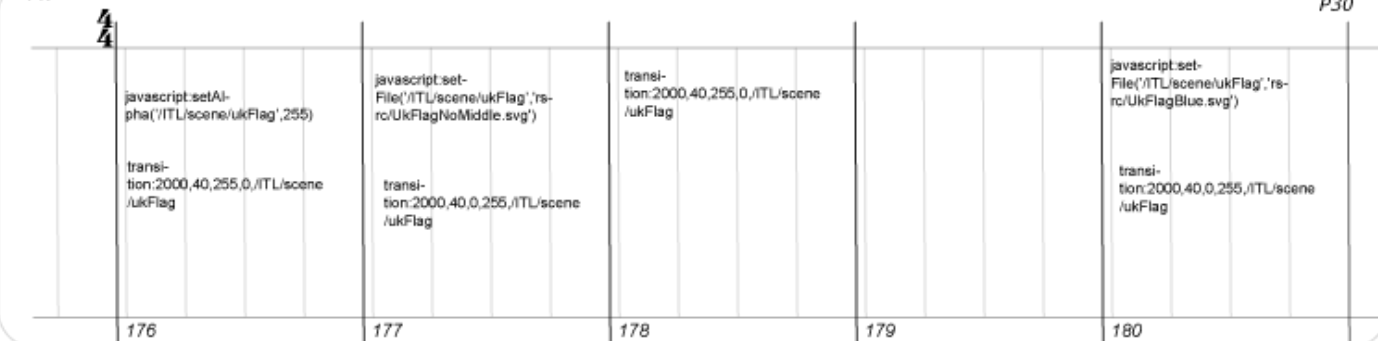 P30
4
4
javascript:setAl-
pha('/ITL/scene/ukFlag',255)
transi-
tion:2000,40,255,0,/ITL/scene
/ukFlag
javascript:set-
File('/ITL/scene/ukFlag','rs-
rc/UkFlagNoMiddle.svg')
transi-
tion:2000,40,0,255,/ITL/scene
/ukFlag
transi-
tion:2000,40,255,0,/ITL/scene
/ukFlag
javascript:set-
File('/ITL/scene/ukFlag','rs-
rc/UkFlagBlue.svg')
transi-
tion:2000,40,0,255,/ITL/scene
/ukFlag
176
177
178
179
180